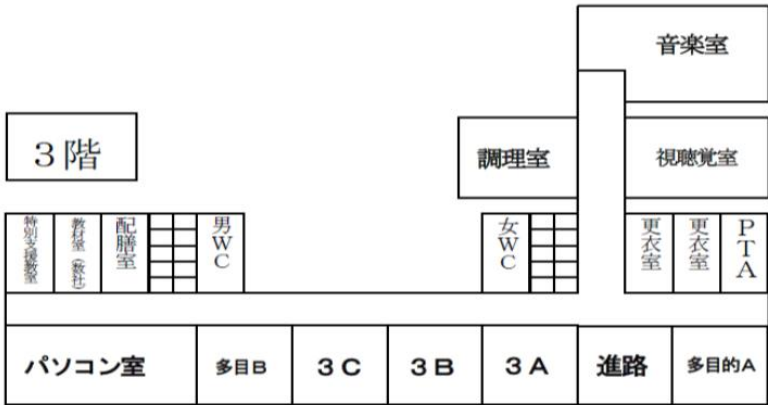 音楽室
3階
調理室
視聴覚室
特別支援教室
教材室（数社）
配膳室
男WC
女WC
更衣室
更衣室
PTA
パソコン室
多目B
3C
3B
3A
進路
多目的A